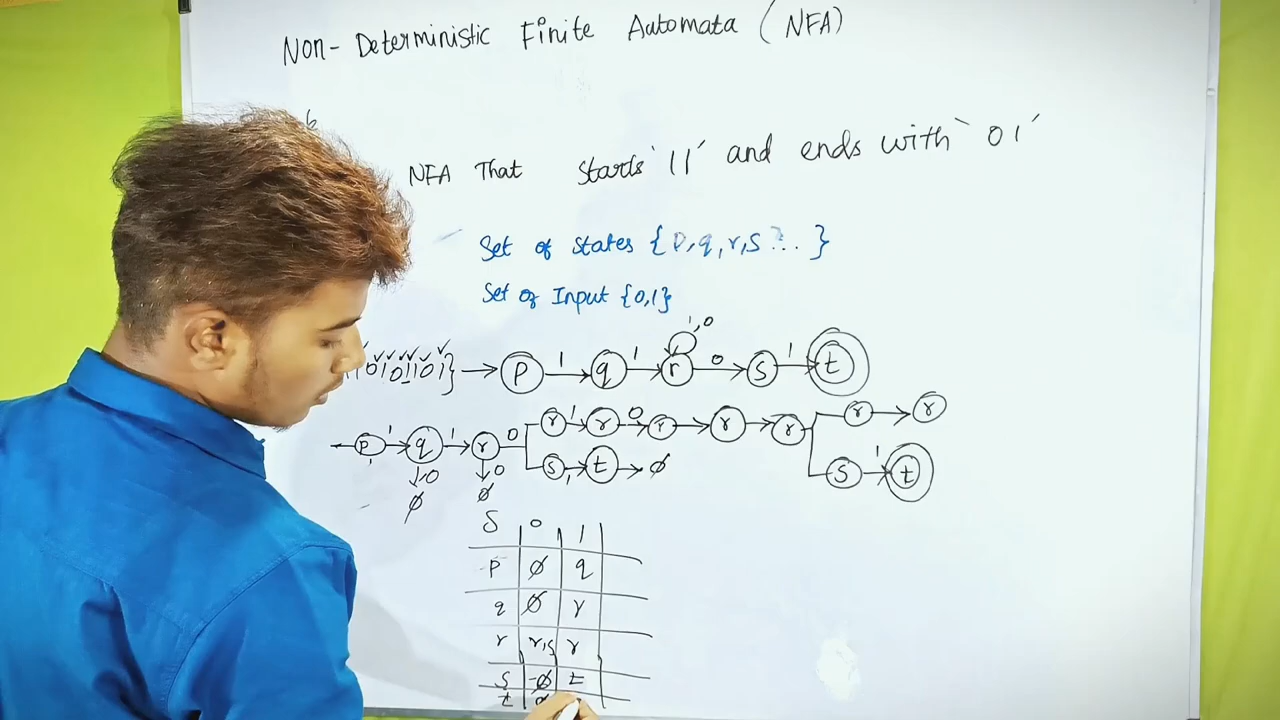 Non-Deterministic Finite Automata (NFA)
6
NFA That Starts '11' and ends with '01'
Set of states {P,q,r,s ... }
Set of Input {0,1}
1,0
P 1 q 1 r 0 s 1 t
P 1 q 1 r 0 r 1 r 0 r r r r r
s t ∅ s 1 t
0 0
∅ ∅
δ 0 1
P ∅ q
q ∅ r
r r,s r
s ∅ t
t